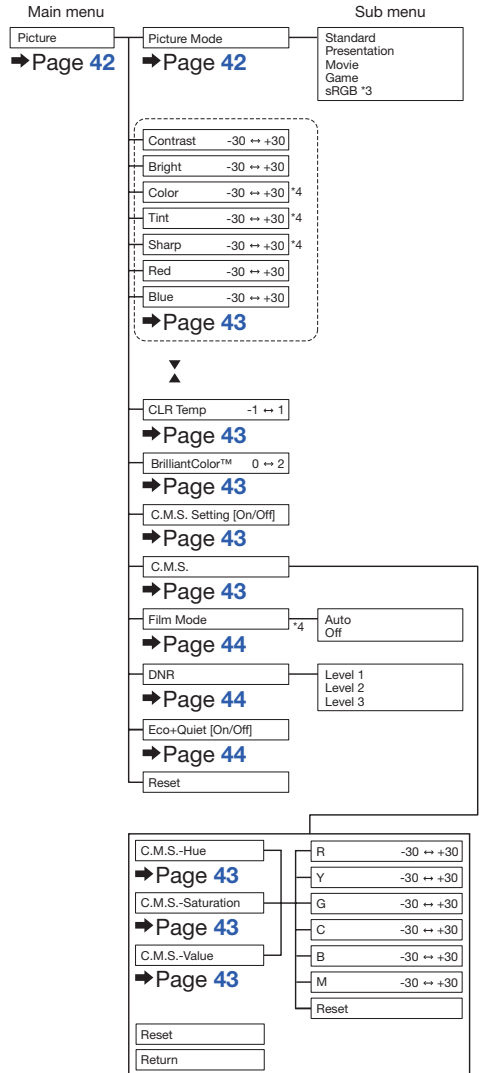 Main menu Sub menu
Picture
➡Page 42
Picture Mode
➡Page 42
Standard
Presentation
Movie
Game
sRGB *3
Contrast -30 ↔ +30
Bright -30 ↔ +30
Color -30 ↔ +30 *4
Tint -30 ↔ +30 *4
Sharp -30 ↔ +30 *4
Red -30 ↔ +30
Blue -30 ↔ +30
➡Page 43
CLR Temp -1 ↔ 1
➡Page 43
BrilliantColor™ 0 ↔ 2
➡Page 43
C.M.S. Setting [On/Off]
➡Page 43
C.M.S.
➡Page 43
Film Mode *4
➡Page 44
Auto
Off
DNR
➡Page 44
Level 1
Level 2
Level 3
Eco+Quiet [On/Off]
➡Page 44
Reset
C.M.S.-Hue
➡Page 43
C.M.S.-Saturation
➡Page 43
C.M.S.-Value
➡Page 43
R -30 ↔ +30
Y -30 ↔ +30
G -30 ↔ +30
C -30 ↔ +30
B -30 ↔ +30
M -30 ↔ +30
Reset
Reset
Return